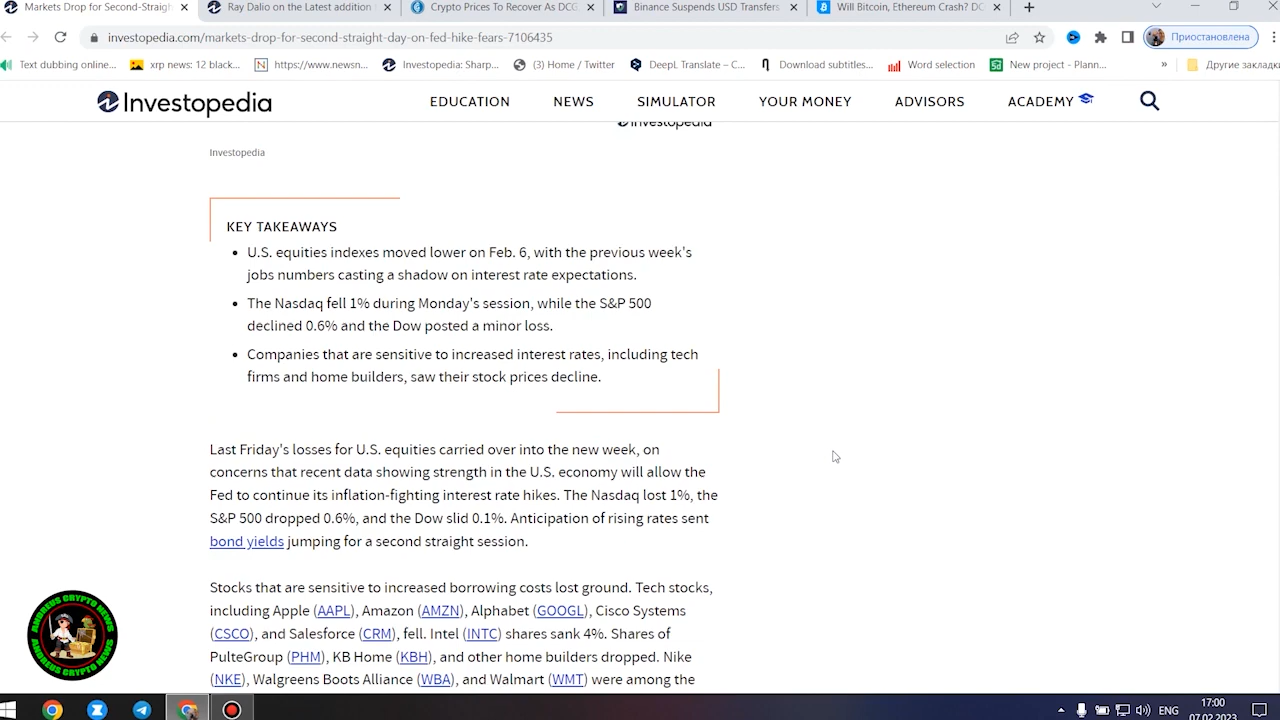 Markets Drop for Second-Straigh
Ray Dalio on the Latest addition
Crypto Prices To Recover As DCG
Binance Suspends USD Transfers
Will Bitcoin, Ethereum Crash? DC
investopedia.com/markets-drop-for-second-straight-day-on-fed-hike-fears-7106435
Приостановлена
Text dubbing online...
xrp news: 12 black...
https://www.newsn...
Investopedia: Sharp...
(3) Home / Twitter
DeepL Translate – C...
Download subtitles...
Word selection
New project - Plann...
»
Другие закладки
Investopedia
EDUCATION
NEWS
SIMULATOR
YOUR MONEY
ADVISORS
ACADEMY
Investopedia
Investopedia
KEY TAKEAWAYS
• U.S. equities indexes moved lower on Feb. 6, with the previous week's
jobs numbers casting a shadow on interest rate expectations.
• The Nasdaq fell 1% during Monday's session, while the S&P 500
declined 0.6% and the Dow posted a minor loss.
• Companies that are sensitive to increased interest rates, including tech
firms and home builders, saw their stock prices decline.
Last Friday's losses for U.S. equities carried over into the new week, on
concerns that recent data showing strength in the U.S. economy will allow the
Fed to continue its inflation-fighting interest rate hikes. The Nasdaq lost 1%, the
S&P 500 dropped 0.6%, and the Dow slid 0.1%. Anticipation of rising rates sent
bond yields jumping for a second straight session.
Stocks that are sensitive to increased borrowing costs lost ground. Tech stocks,
including Apple (AAPL), Amazon (AMZN), Alphabet (GOOGL), Cisco Systems
(CSCO), and Salesforce (CRM), fell. Intel (INTC) shares sank 4%. Shares of
PulteGroup (PHM), KB Home (KBH), and other home builders dropped. Nike
(NKE), Walgreens Boots Alliance (WBA), and Walmart (WMT) were among the
ANDREUS CRYPTO NEWS
ANDREUS CRYPTO NEWS
ENG
17:00
07.02.2023